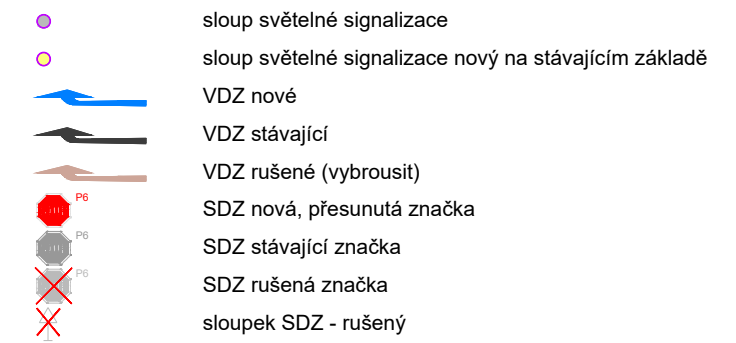 sloup světelné signalizace
sloup světelné signalizace nový na stávajícím základě
VDZ nové
VDZ stávající
VDZ rušené (vybrousit)
P6 SDZ nová, přesunutá značka
P6 SDZ stávající značka
P6 SDZ rušená značka
sloupek SDZ - rušený